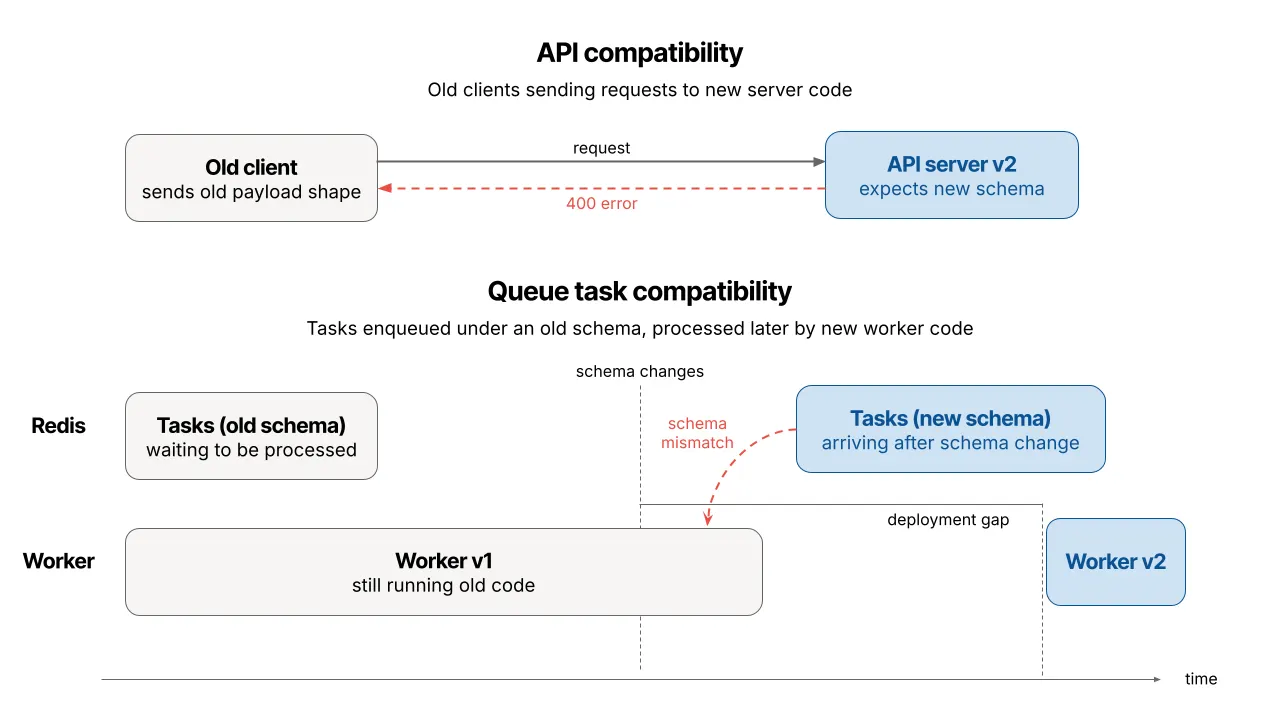 API compatibility
Old clients sending requests to new server code
Old client
sends old payload shape
request
400 error
API server v2
expects new schema
Queue task compatibility
Tasks enqueued under an old schema, processed later by new worker code
schema changes
Redis
Tasks (old schema)
waiting to be processed
schema
mismatch
Tasks (new schema)
arriving after schema change
deployment gap
Worker
Worker v1
still running old code
Worker v2
time